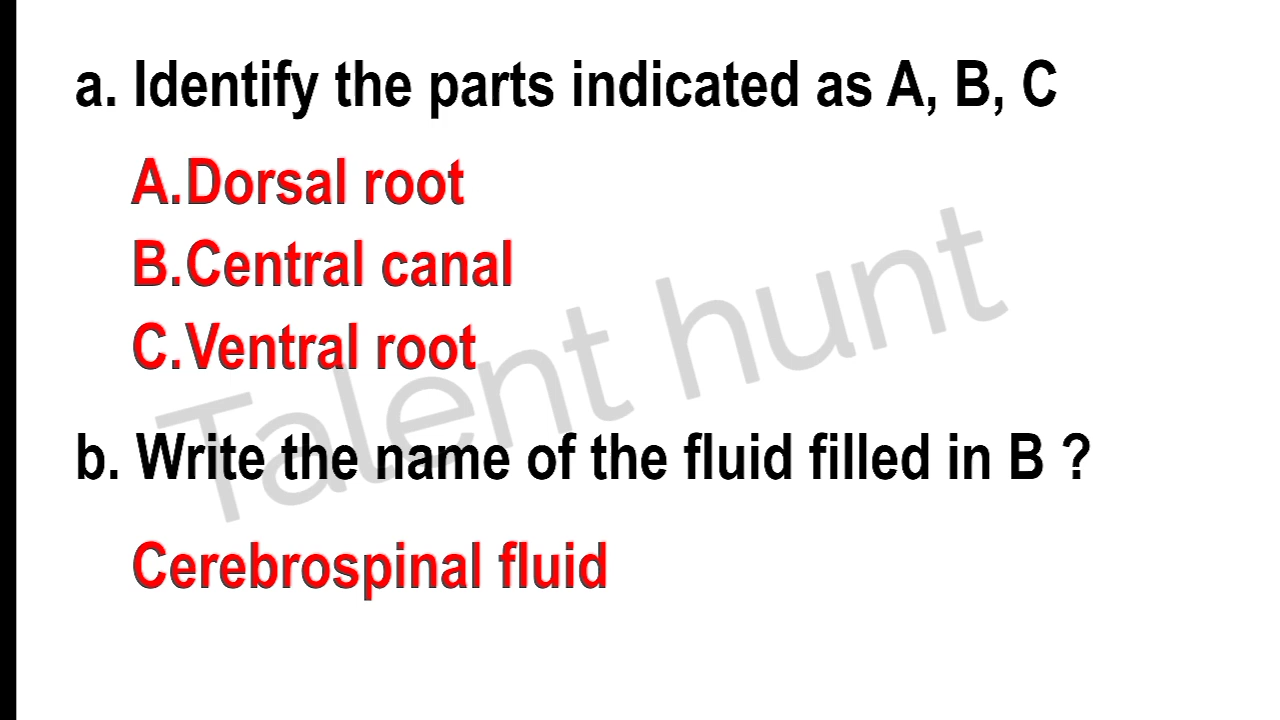 a. Identify the parts indicated as A, B, C
A.Dorsal root
B.Central canal
C.Ventral root
Talent hunt
b. Write the name of the fluid filled in B ?
Cerebrospinal fluid